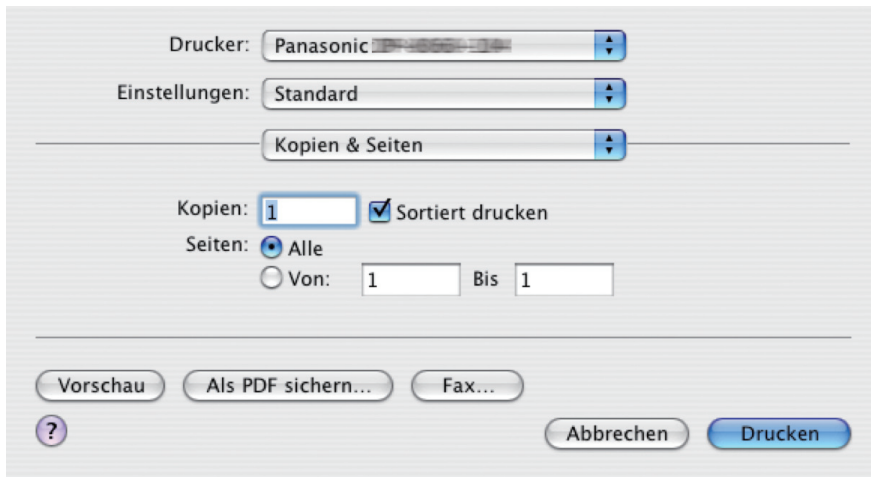 Drucker: Panasonic
Einstellungen: Standard
Kopien & Seiten
Kopien: 1 Sortiert drucken
Seiten: Alle
Von: 1 Bis 1
Vorschau Als PDF sichern... Fax...
? Abbrechen Drucken